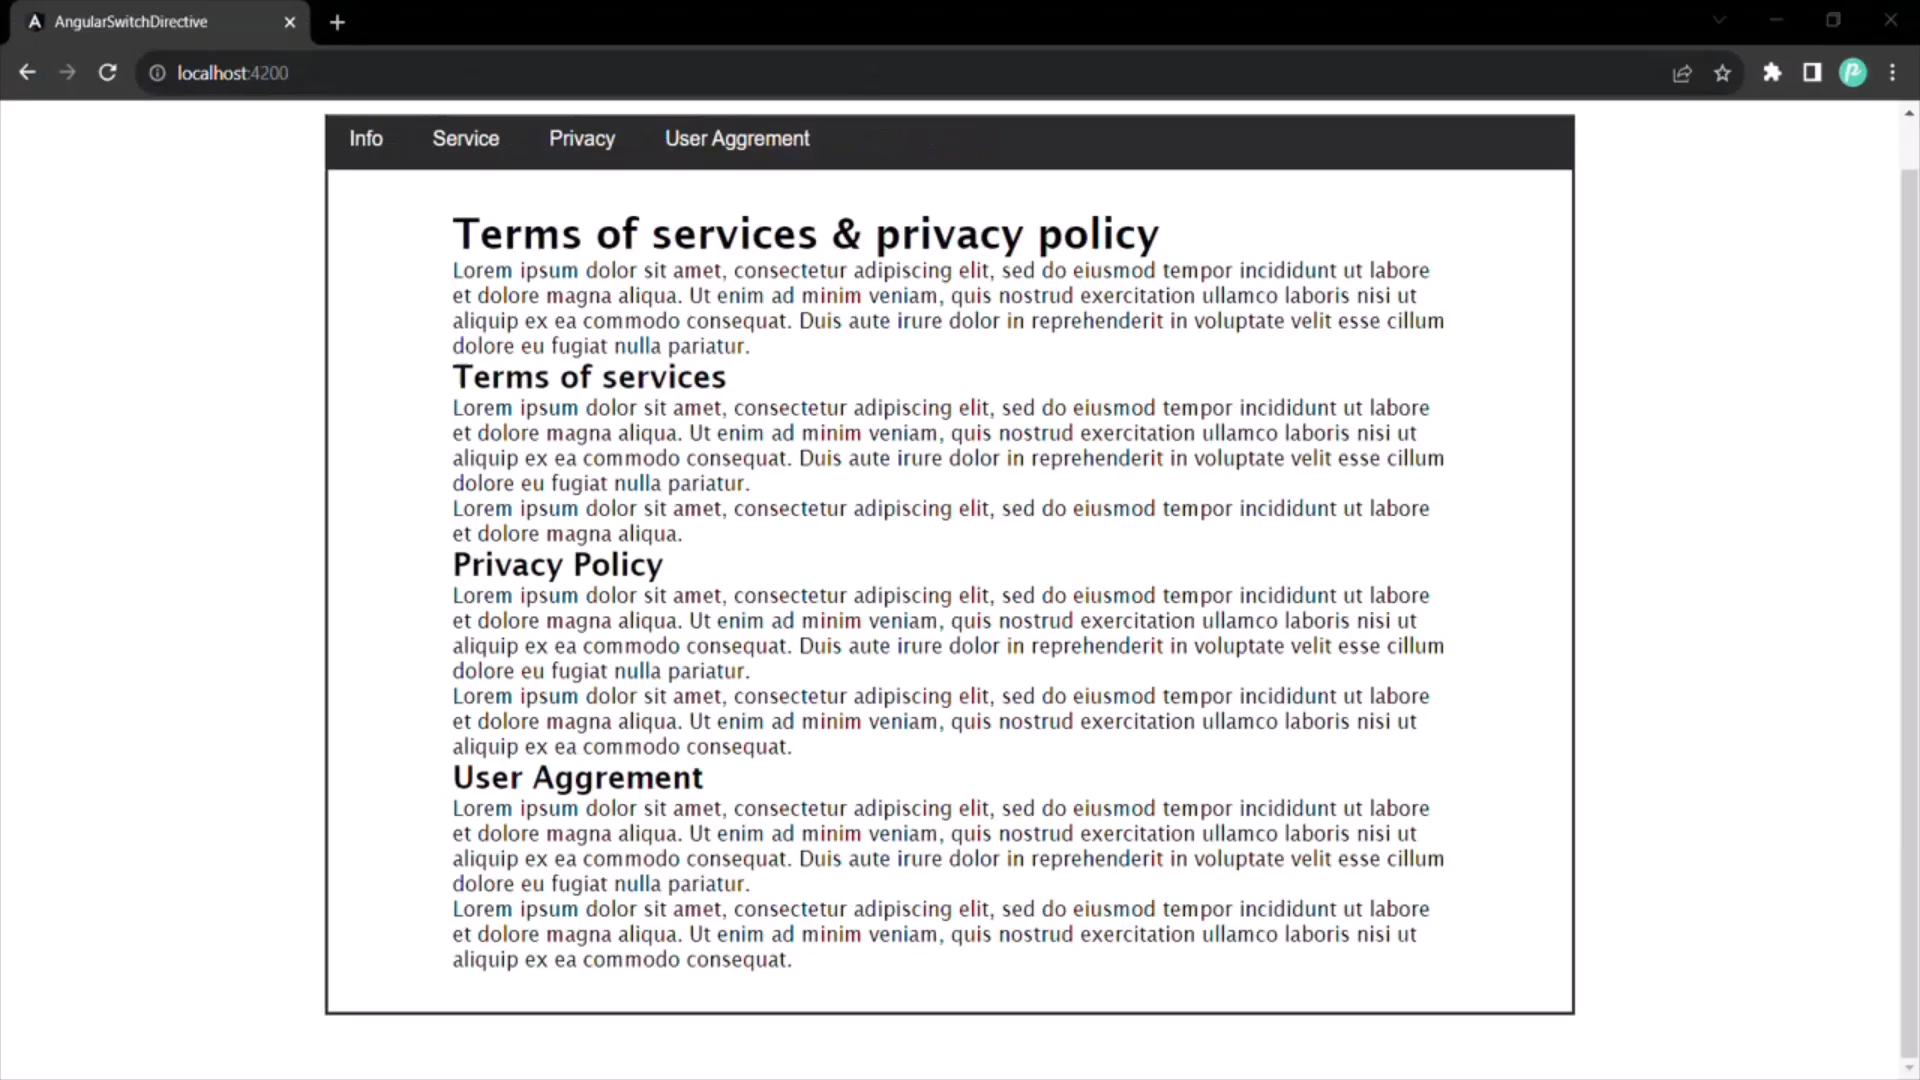 AngularSwitchDirective
localhost:4200
Info Service Privacy User Aggrement
Terms of services & privacy policy
Lorem ipsum dolor sit amet, consectetur adipiscing elit, sed do eiusmod tempor incididunt ut labore
et dolore magna aliqua. Ut enim ad minim veniam, quis nostrud exercitation ullamco laboris nisi ut
aliquip ex ea commodo consequat. Duis aute irure dolor in reprehenderit in voluptate velit esse cillum
dolore eu fugiat nulla pariatur.
Terms of services
Lorem ipsum dolor sit amet, consectetur adipiscing elit, sed do eiusmod tempor incididunt ut labore
et dolore magna aliqua. Ut enim ad minim veniam, quis nostrud exercitation ullamco laboris nisi ut
aliquip ex ea commodo consequat. Duis aute irure dolor in reprehenderit in voluptate velit esse cillum
dolore eu fugiat nulla pariatur.
Lorem ipsum dolor sit amet, consectetur adipiscing elit, sed do eiusmod tempor incididunt ut labore
et dolore magna aliqua.
Privacy Policy
Lorem ipsum dolor sit amet, consectetur adipiscing elit, sed do eiusmod tempor incididunt ut labore
et dolore magna aliqua. Ut enim ad minim veniam, quis nostrud exercitation ullamco laboris nisi ut
aliquip ex ea commodo consequat. Duis aute irure dolor in reprehenderit in voluptate velit esse cillum
dolore eu fugiat nulla pariatur.
Lorem ipsum dolor sit amet, consectetur adipiscing elit, sed do eiusmod tempor incididunt ut labore
et dolore magna aliqua. Ut enim ad minim veniam, quis nostrud exercitation ullamco laboris nisi ut
aliquip ex ea commodo consequat.
User Aggrement
Lorem ipsum dolor sit amet, consectetur adipiscing elit, sed do eiusmod tempor incididunt ut labore
et dolore magna aliqua. Ut enim ad minim veniam, quis nostrud exercitation ullamco laboris nisi ut
aliquip ex ea commodo consequat. Duis aute irure dolor in reprehenderit in voluptate velit esse cillum
dolore eu fugiat nulla pariatur.
Lorem ipsum dolor sit amet, consectetur adipiscing elit, sed do eiusmod tempor incididunt ut labore
et dolore magna aliqua. Ut enim ad minim veniam, quis nostrud exercitation ullamco laboris nisi ut
aliquip ex ea commodo consequat.